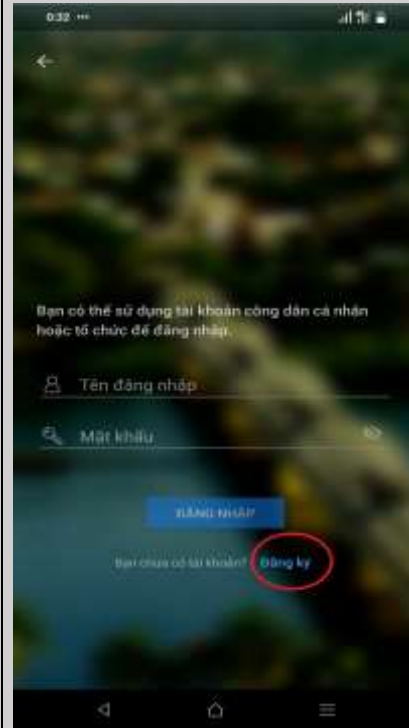 0:32 ...
Bạn có thể sử dụng tài khoản công dân cá nhân
hoặc tổ chức để đăng nhập.
Tên đăng nhập
Mật khẩu
ĐĂNG NHẬP
Bạn chưa có tài khoản? Đăng ký